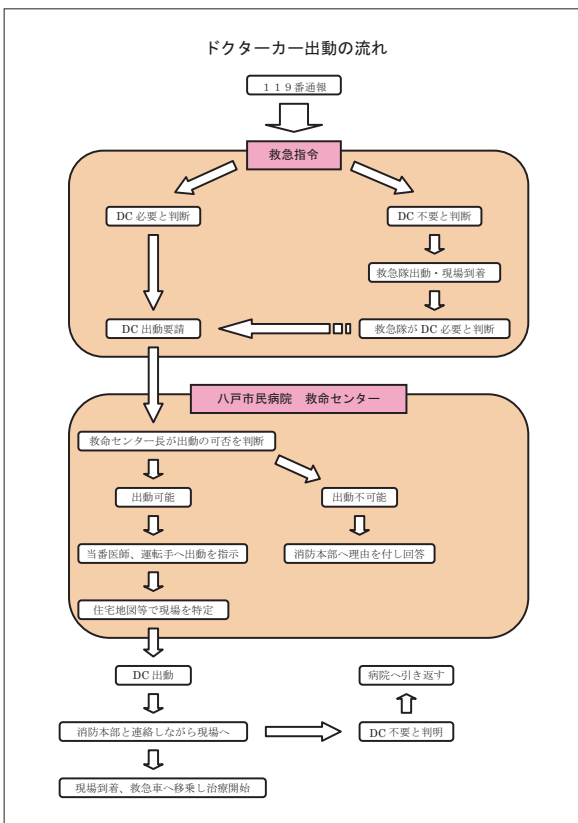 ドクターカー出動の流れ
119番通報
救急指令
DC 必要と判断
DC 不要と判断
救急隊出動・現場到着
DC 出動要請
救急隊が DC 必要と判断
八戸市民病院 救命センター
救命センター長が出動の可否を判断
出動可能
出動不可能
当番医師、運転手へ出動を指示
消防本部へ理由を付し回答
住宅地図等で現場を特定
DC 出動
病院へ引き返す
消防本部と連絡しながら現場へ
DC 不要と判明
現場到着、救急車へ移乗し治療開始